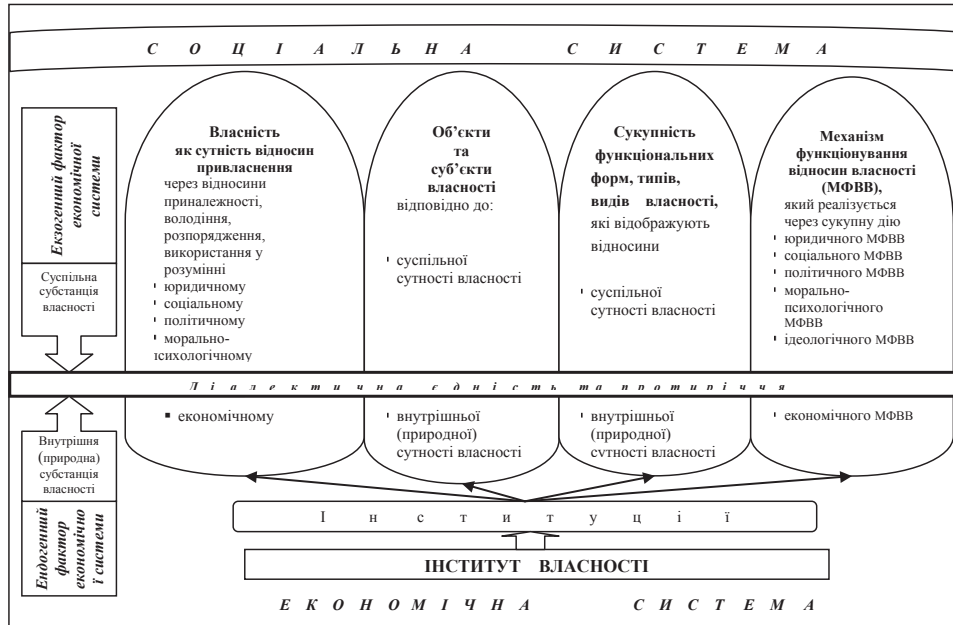 С О Ц І А Л Ь Н А С И С Т Е М А
Екзогенний фактор
економічної
системи
Суспільна
субстанція
власності
Власність
як сутність відносин
привласнення
через відносини
приналежності,
володіння,
розпорядження,
використання у
розумінні
юридичному
соціальному
політичному
морально-
психологічному
Об’єкти
та
суб’єкти
власності
відповідно до:
суспільної
сутності власності
Сукупність
функціональних
форм, типів,
видів власності,
які відображують
відносини
суспільної
сутності власності
Механізм
функціонування
відносин власності
(МФВВ),
який реалізується
через сукупну дію
юридичного МФВВ
соціального МФВВ
політичного МФВВ
морально-
психологічного
МФВВ
ідеологічного МФВВ
Діалектична єдність та протиріччя
Внутрішня
(природна)
субстанція
власності
Ендогенний
фактор
економічно
ї системи
економічному
внутрішньої
(природної)
сутності власності
внутрішньої
(природної)
сутності власності
економічного МФВВ
І н с т и т у ц і ї
ІНСТИТУТ ВЛАСНОСТІ
Е К О Н О М І Ч Н А С И С Т Е М А